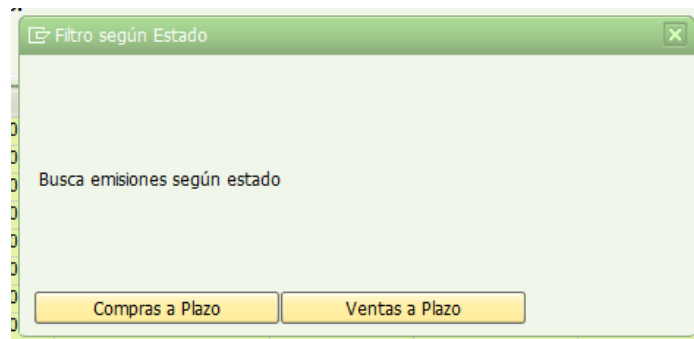 Filtro según Estado
Busca emisiones según estado
Compras a Plazo
Ventas a Plazo